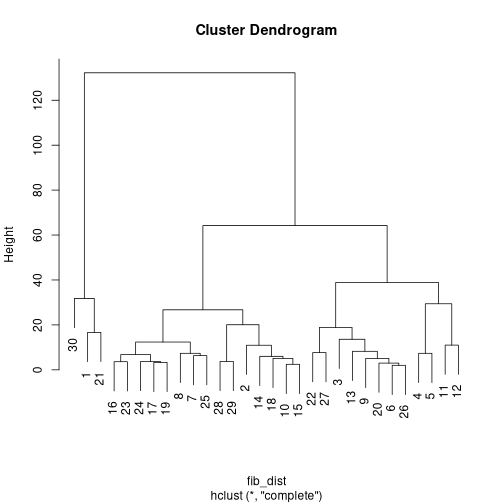 Cluster Dendrogram
Height
0 20 40 60 80 100 120
30 1 21 16 23 24 17 19 8 7 25 28 29 2 14 18 10 15 22 27 3 13 9 20 6 26 4 5 11 12
fib_dist
hclust (*, "complete")